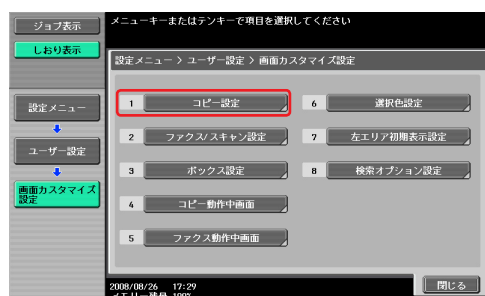 ジョブ表示
メニューキーまたはテンキーで項目を選択してください
しおり表示
設定メニュー > ユーザー設定 > 画面カスタマイズ設定
設定メニュー
ユーザー設定
画面カスタマイズ
設定
1 コピー設定
2 ファクス/スキャン設定
3 ボックス設定
4 コピー動作中画面
5 ファクス動作中画面
6 選択色設定
7 左エリア初期表示設定
8 検索オプション設定
2008/08/26 17:29
メモリー残量 100%
閉じる